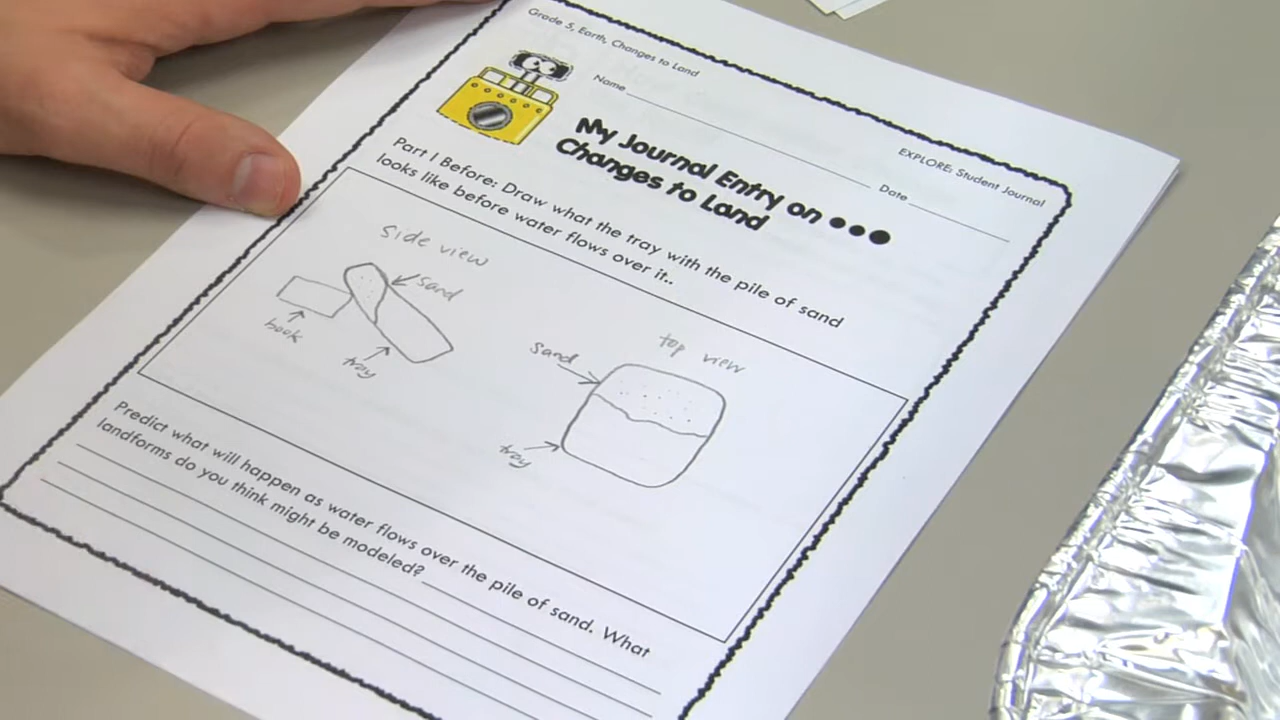 Grade 5, Earth, Changes to Land
EXPLORE: Student Journal
Name
Date
My Journal Entry on •••
Changes to Land
Part I Before: Draw what the tray with the pile of sand
looks like before water flows over it..
side view
sand
book
tray
top view
sand
tray
Predict what will happen as water flows over the pile of sand. What
landforms do you think might be modeled?